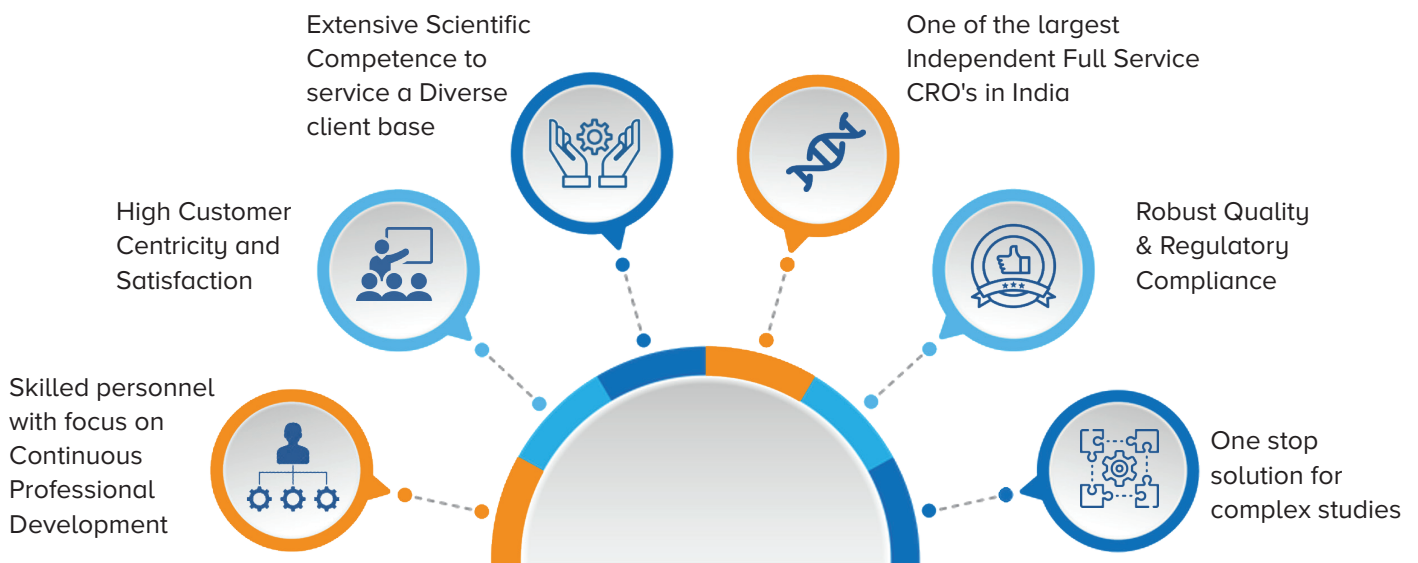 Extensive Scientific
Competence to
service a Diverse
client base
One of the largest
Independent Full Service
CRO's in India
High Customer
Centricity and
Satisfaction
Robust Quality
& Regulatory
Compliance
Skilled personnel
with focus on
Continuous
Professional
Development
One stop
solution for
complex studies